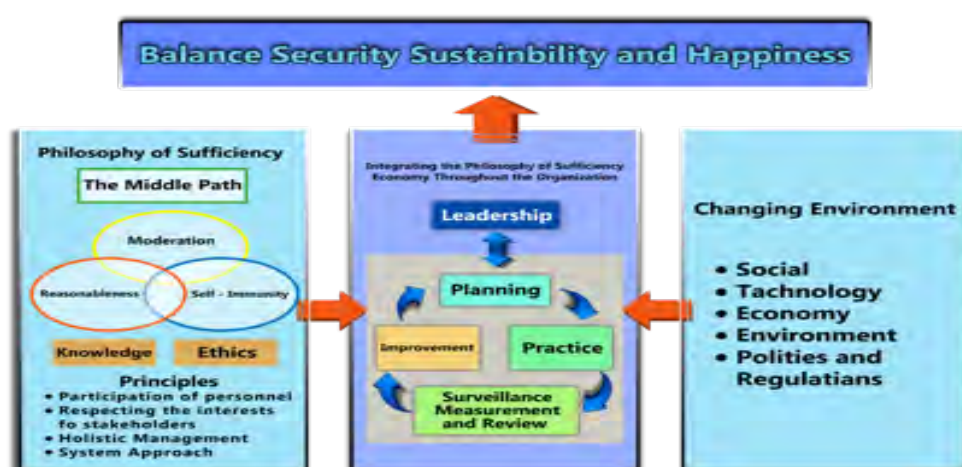 Balance Security Sustainbility and Happiness
Philosophy of Sufficiency
The Middle Path
Moderation
Reasonableness
Self - Immunity
Knowledge
Ethics
Principles
• Participation of personnel
• Respecting the interests
fo stakeholders
• Holistic Management
• System Approach
Integrating the Philosophy of Sufficiency
Economy Throughout the Organization
Leadership
Planning
Improvement
Practice
Surveillance
Measurement
and Review
Changing Environment
• Social
• Tachnology
• Economy
• Environment
• Polities and
Regulatians